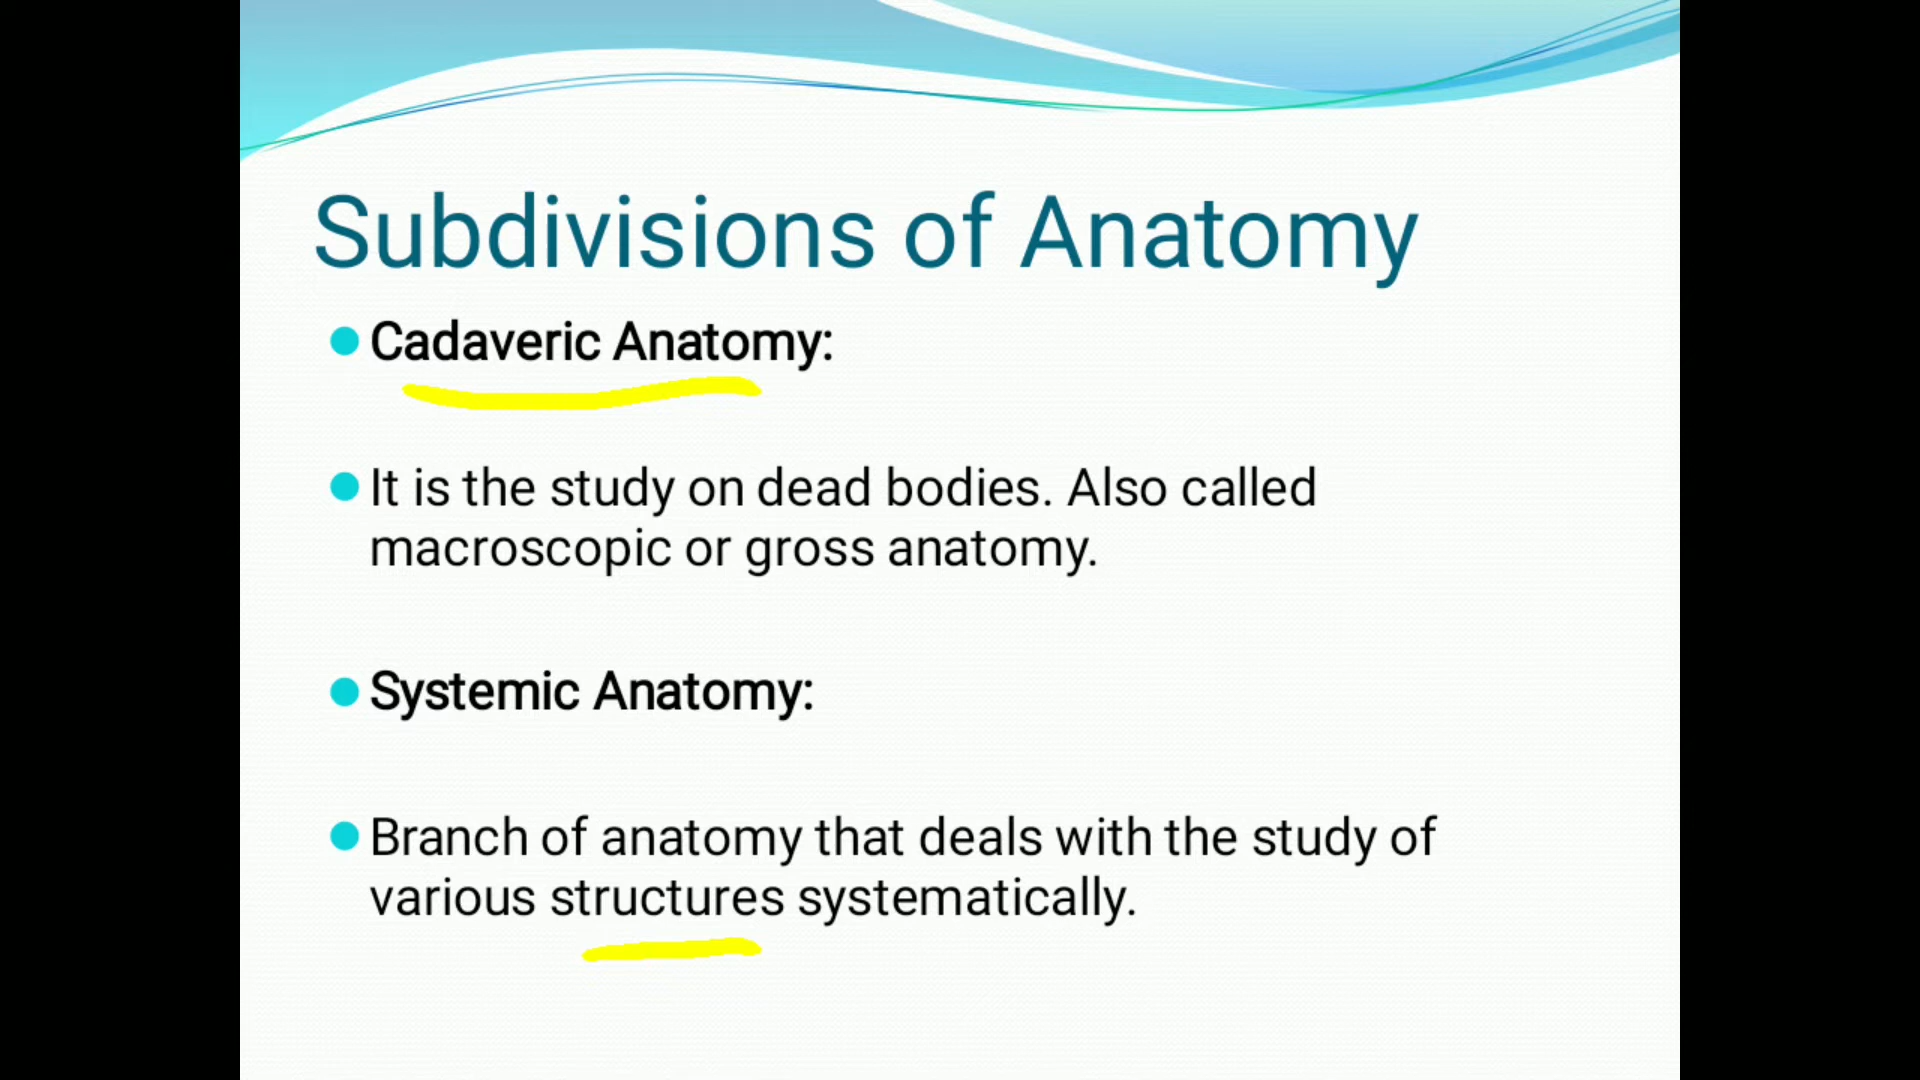 Subdivisions of Anatomy
Cadaveric Anatomy:
It is the study on dead bodies. Also called
macroscopic or gross anatomy.
Systemic Anatomy:
Branch of anatomy that deals with the study of
various structures systematically.